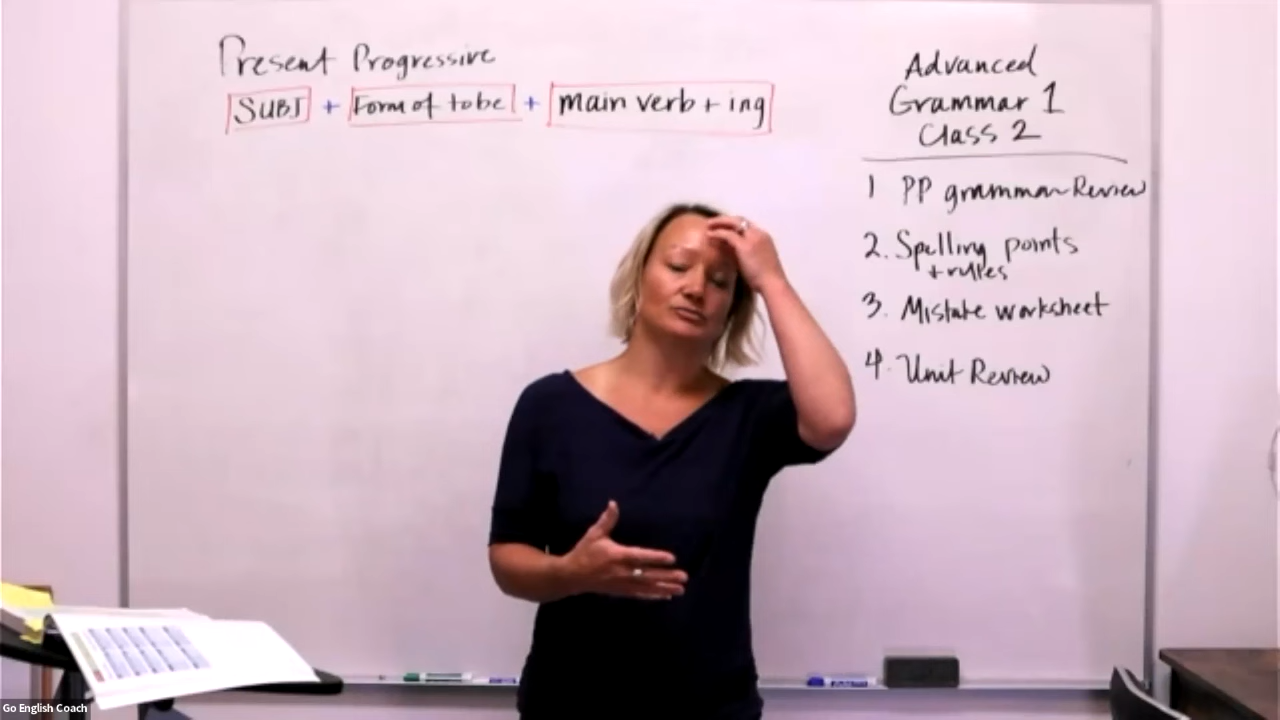 Present Progressive
SUBJ + Form of to be + main verb + ing
Advanced
Grammar 1
Class 2
1 PP grammar Review
2. Spelling points
+ rules
3. Mistake worksheet
4. Unit Review
Go English Coach